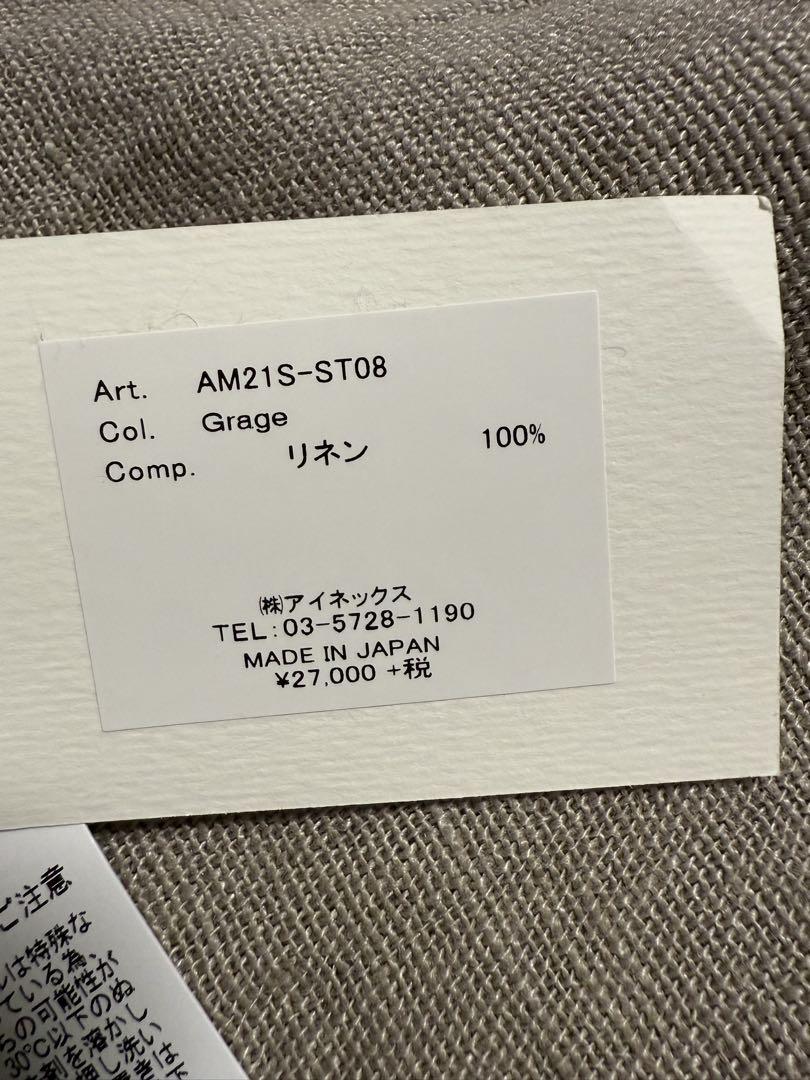 Art. AM21S-ST08
Col. Grage
Comp. リネン 100%
㈱アイネックス
TEL:03-5728-1190
MADE IN JAPAN
¥27,000 +税
ご注意
は特殊な
ている為、
の可能性が
30℃以下のぬ
剤を溶かし
押し洗い